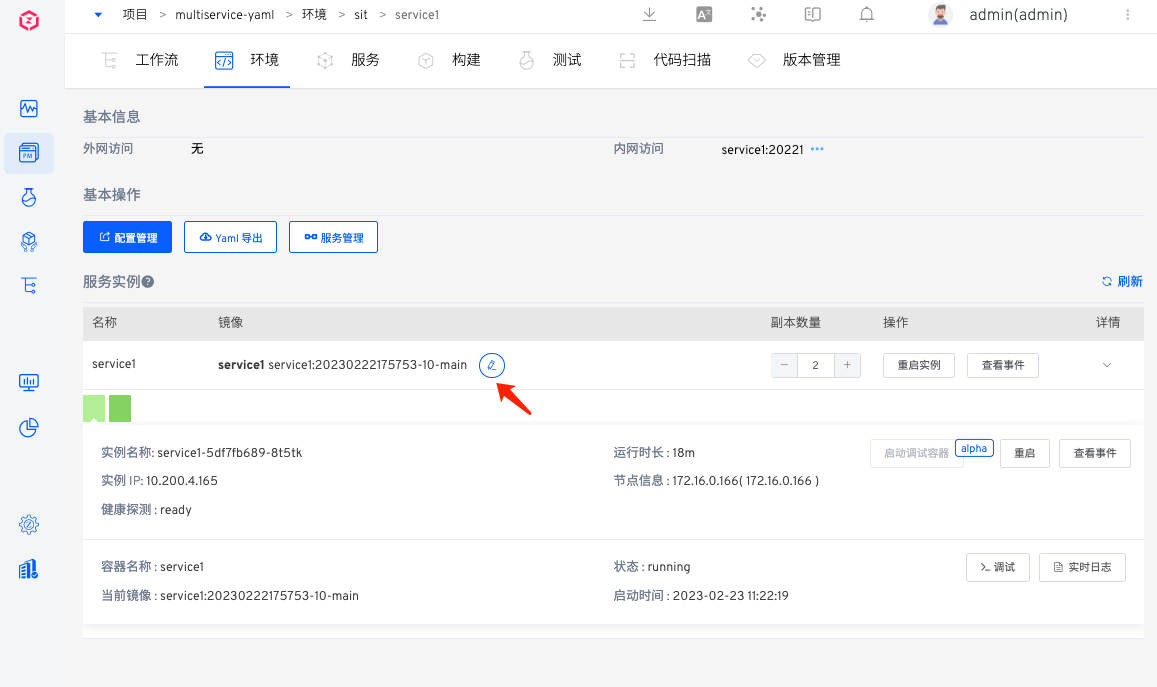 项目 > multiservice-yaml > 环境 > sit > service1 admin(admin)
工作流 环境 服务 构建 测试 代码扫描 版本管理
基本信息
外网访问 无 内网访问 service1:20221 •••
基本操作
配置管理 Yaml 导出 服务管理
服务实例 刷新
名称 镜像 副本数量 操作 详情
service1 service1 service1:20230222175753-10-main − 2 + 重启实例 查看事件
实例名称: service1-5df7fb689-8t5tk 运行时长 : 18m 启动调试容器 alpha 重启 查看事件
实例 IP: 10.200.4.165 节点信息 : 172.16.0.166( 172.16.0.166 )
健康探测 : ready
容器名称 : service1 状态 : running >_ 调试 实时日志
当前镜像 : service1:20230222175753-10-main 启动时间 : 2023-02-23 11:22:19